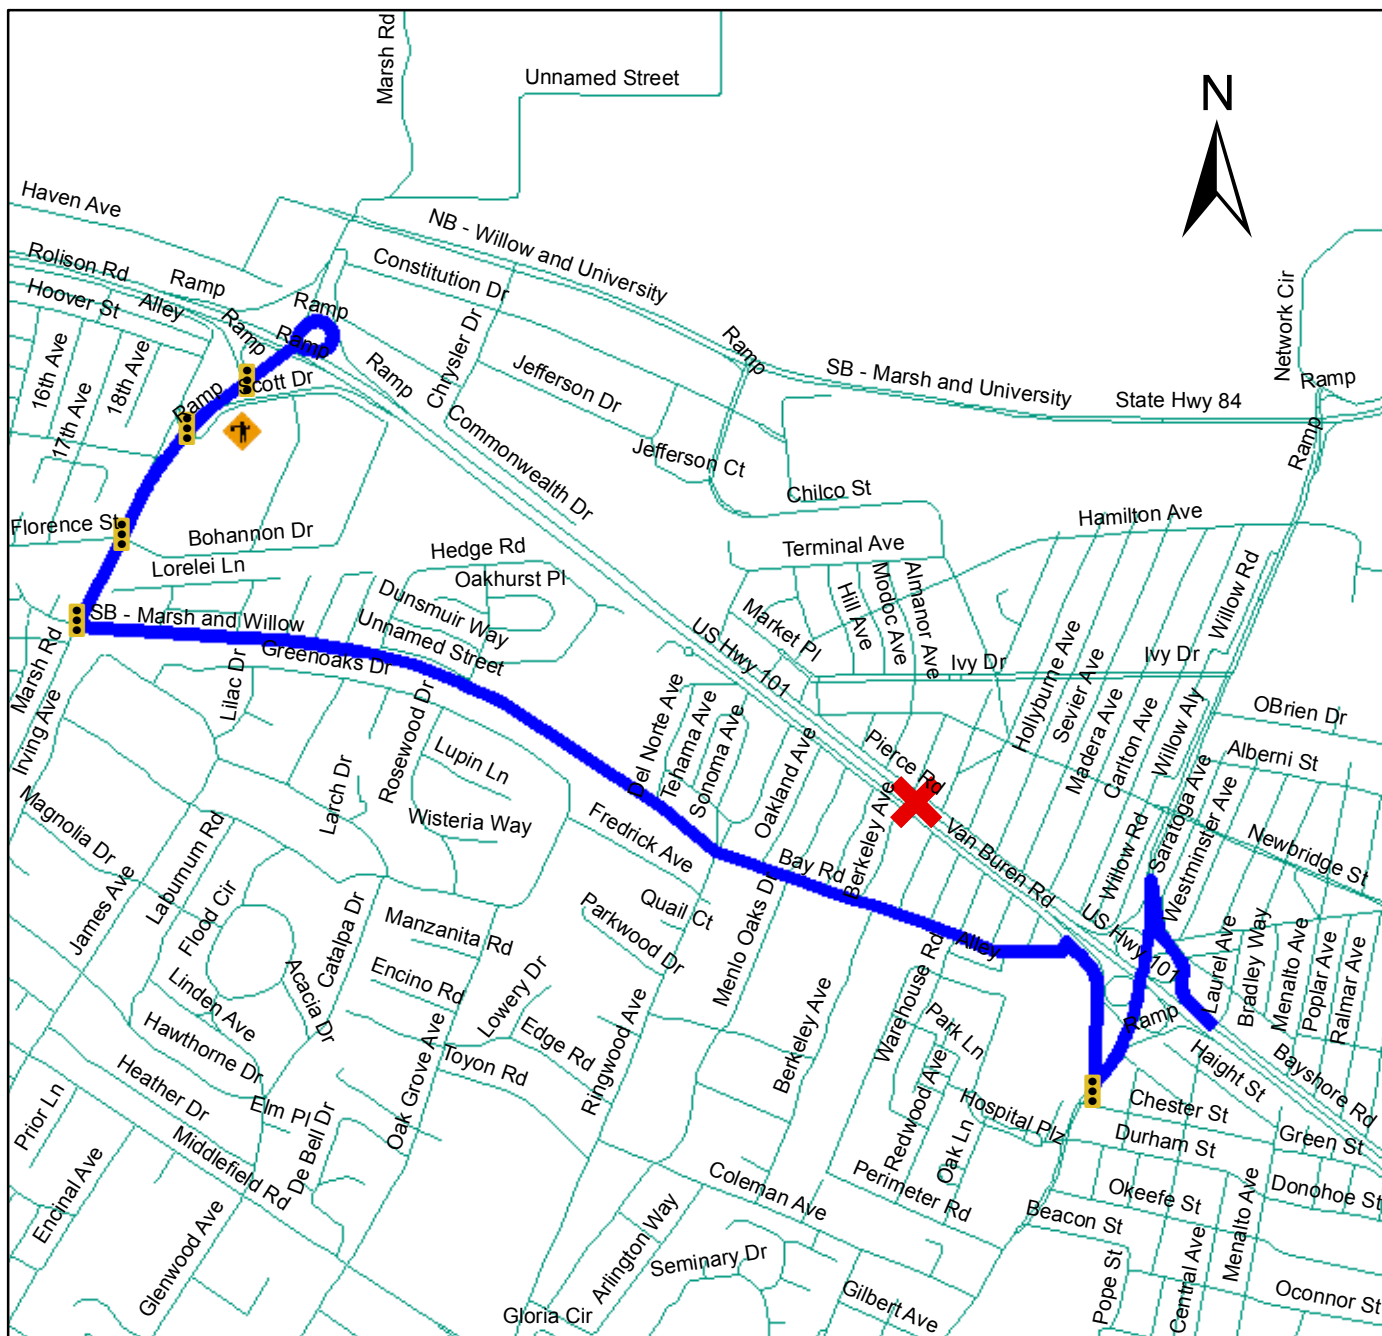 Marsh Rd
Unnamed Street
N
Haven Ave
NB - Willow and University
Rolison Rd
Ramp
Constitution Dr
Hoover St
Alley
Ramp
Ramp
Ramp
Network Cir
Ramp
16th Ave
17th Ave
18th Ave
Ramp
Scott Dr
Ramp
Chrysler Dr
Jefferson Dr
SB - Marsh and University
State Hwy 84
Ramp
Ramp
Commonwealth Dr
Jefferson Ct
Chilco St
Hamilton Ave
Florence St
Bohannon Dr
Hedge Rd
Terminal Ave
Lorelei Ln
Oakhurst Pl
Dunsmuir Way
Hill Ave
Modoc Ave
Almanor Ave
Willow Rd
SB - Marsh and Willow
Unnamed Street
Market Pl
US Hwy 101
Greenoaks Dr
Ivy Dr
Ivy Dr
Marsh Rd
Lilac Dr
Hollyburne Ave
Sevier Ave
Madera Ave
Carlton Ave
Willow Aly
OBrien Dr
Irving Ave
Rosewood Dr
Lupin Ln
Del Norte Ave
Tehama Ave
Sonoma Ave
Oakland Ave
Pierce Rd
Alberni St
Larch Dr
Magnolia Dr
Wisteria Way
Fredrick Ave
Berkeley Ave
Van Buren Rd
Willow Rd
Saratoga Ave
Westminster Ave
Newbridge St
Laburnum Rd
Bay Rd
James Ave
Flood Cir
Catalpa Dr
Manzanita Rd
Quail Ct
Parkwood Dr
Menlo Oaks Dr
Alley
US Hwy 101
Laurel Ave
Bradley Way
Menalto Ave
Poplar Ave
Ralmar Ave
Linden Ave
Acacia Dr
Encino Rd
Lowery Dr
Warehouse Rd
Hawthorne Dr
Edge Rd
Ringwood Ave
Berkeley Ave
Park Ln
Ramp
Haight St
Bayshore Rd
Heather Dr
Toyon Rd
Oak Grove Ave
Redwood Ave
Prior Ln
Elm Pl
De Bell Dr
Hospital Plz
Chester St
Oak Ln
Durham St
Green St
Middlefield Rd
Encinal Ave
Coleman Ave
Perimeter Rd
Okeefe St
Donohoe St
Glenwood Ave
Arlington Way
Beacon St
Menalto Ave
Seminary Dr
Pope St
Central Ave
Gloria Cir
Gilbert Ave
Oconnor St